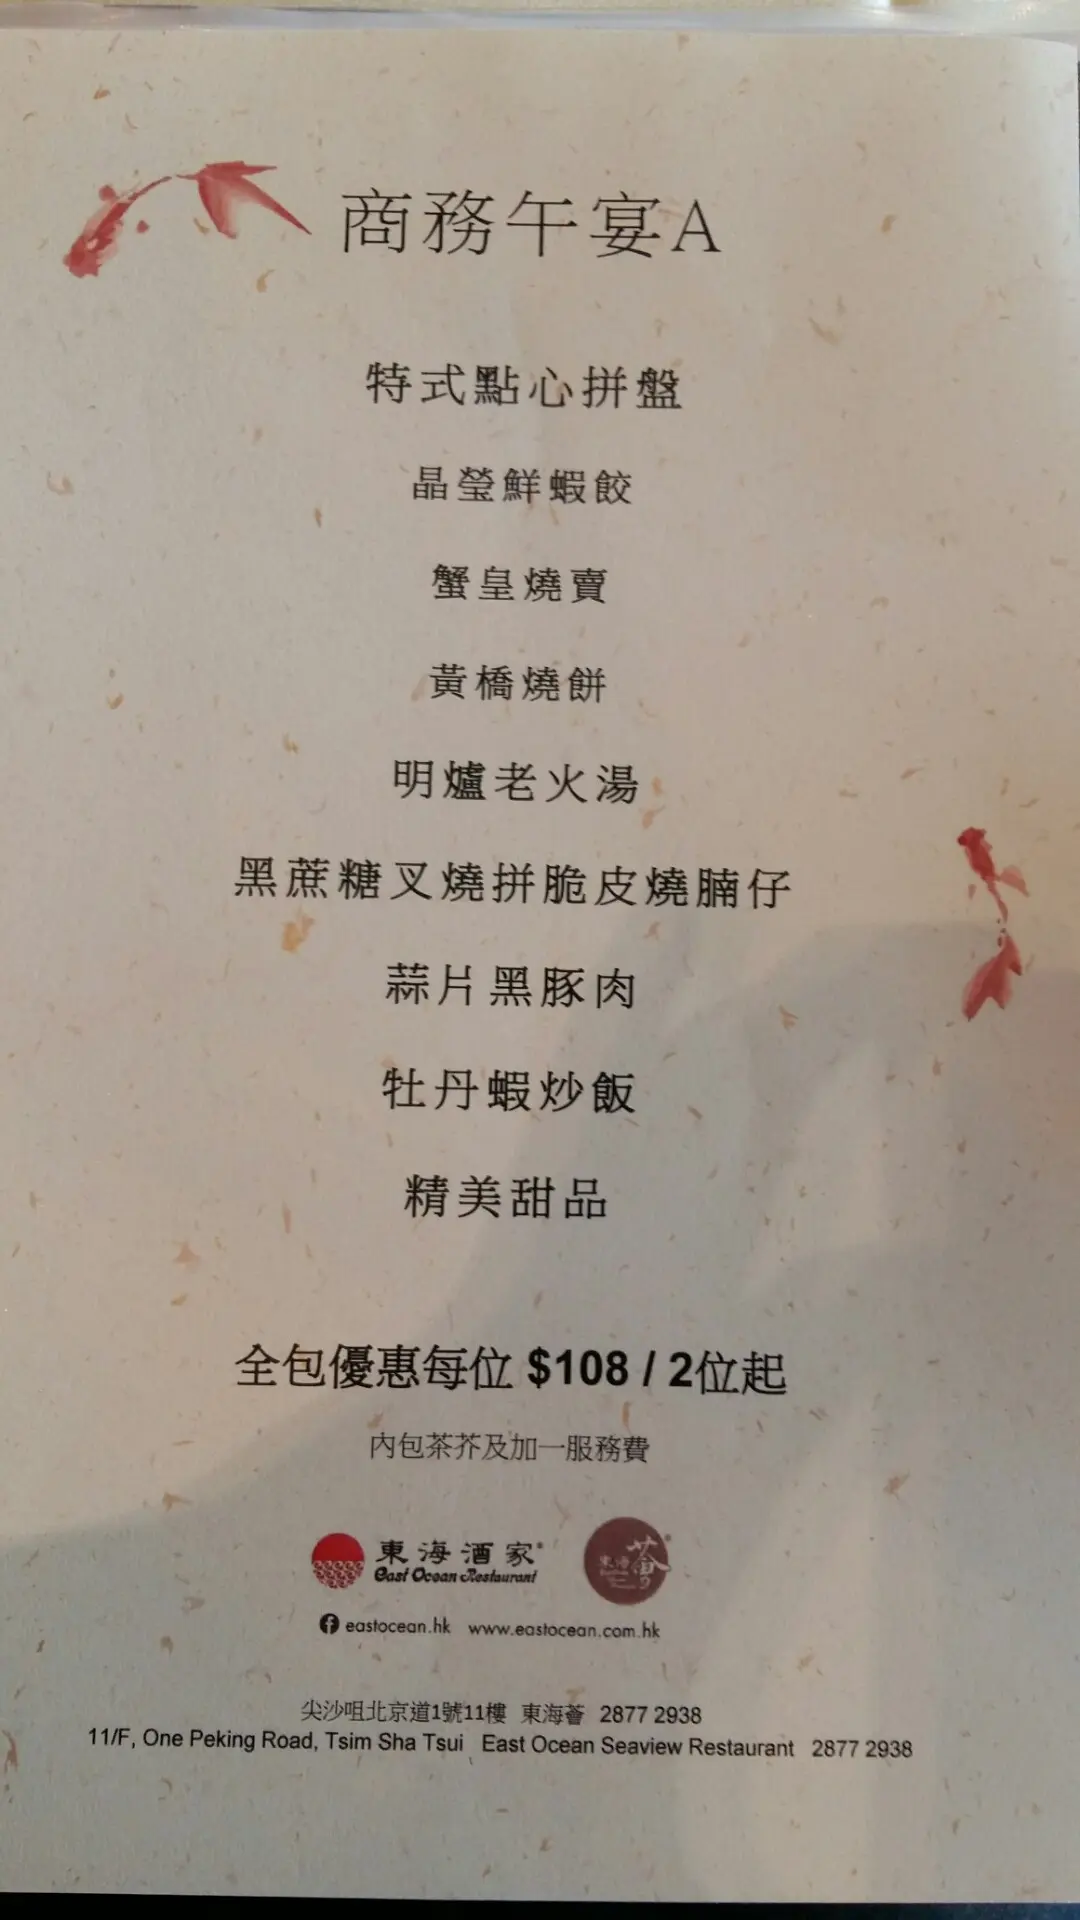 商務午宴A
特式點心拼盤
晶瑩鮮蝦餃
蟹皇燒賣
黃橋燒餅
明爐老火湯
黑蔗糖叉燒拼脆皮燒腩仔
蒜片黑豚肉
牡丹蝦炒飯
精美甜品
全包優惠每位 $108 / 2位起
內包茶芥及加一服務費
東海酒家®
East Ocean Restaurant
東海 薈®
eastocean.hk www.eastocean.com.hk
尖沙咀北京道1號11樓 東海薈 2877 2938
11/F, One Peking Road, Tsim Sha Tsui East Ocean Seaview Restaurant 2877 2938